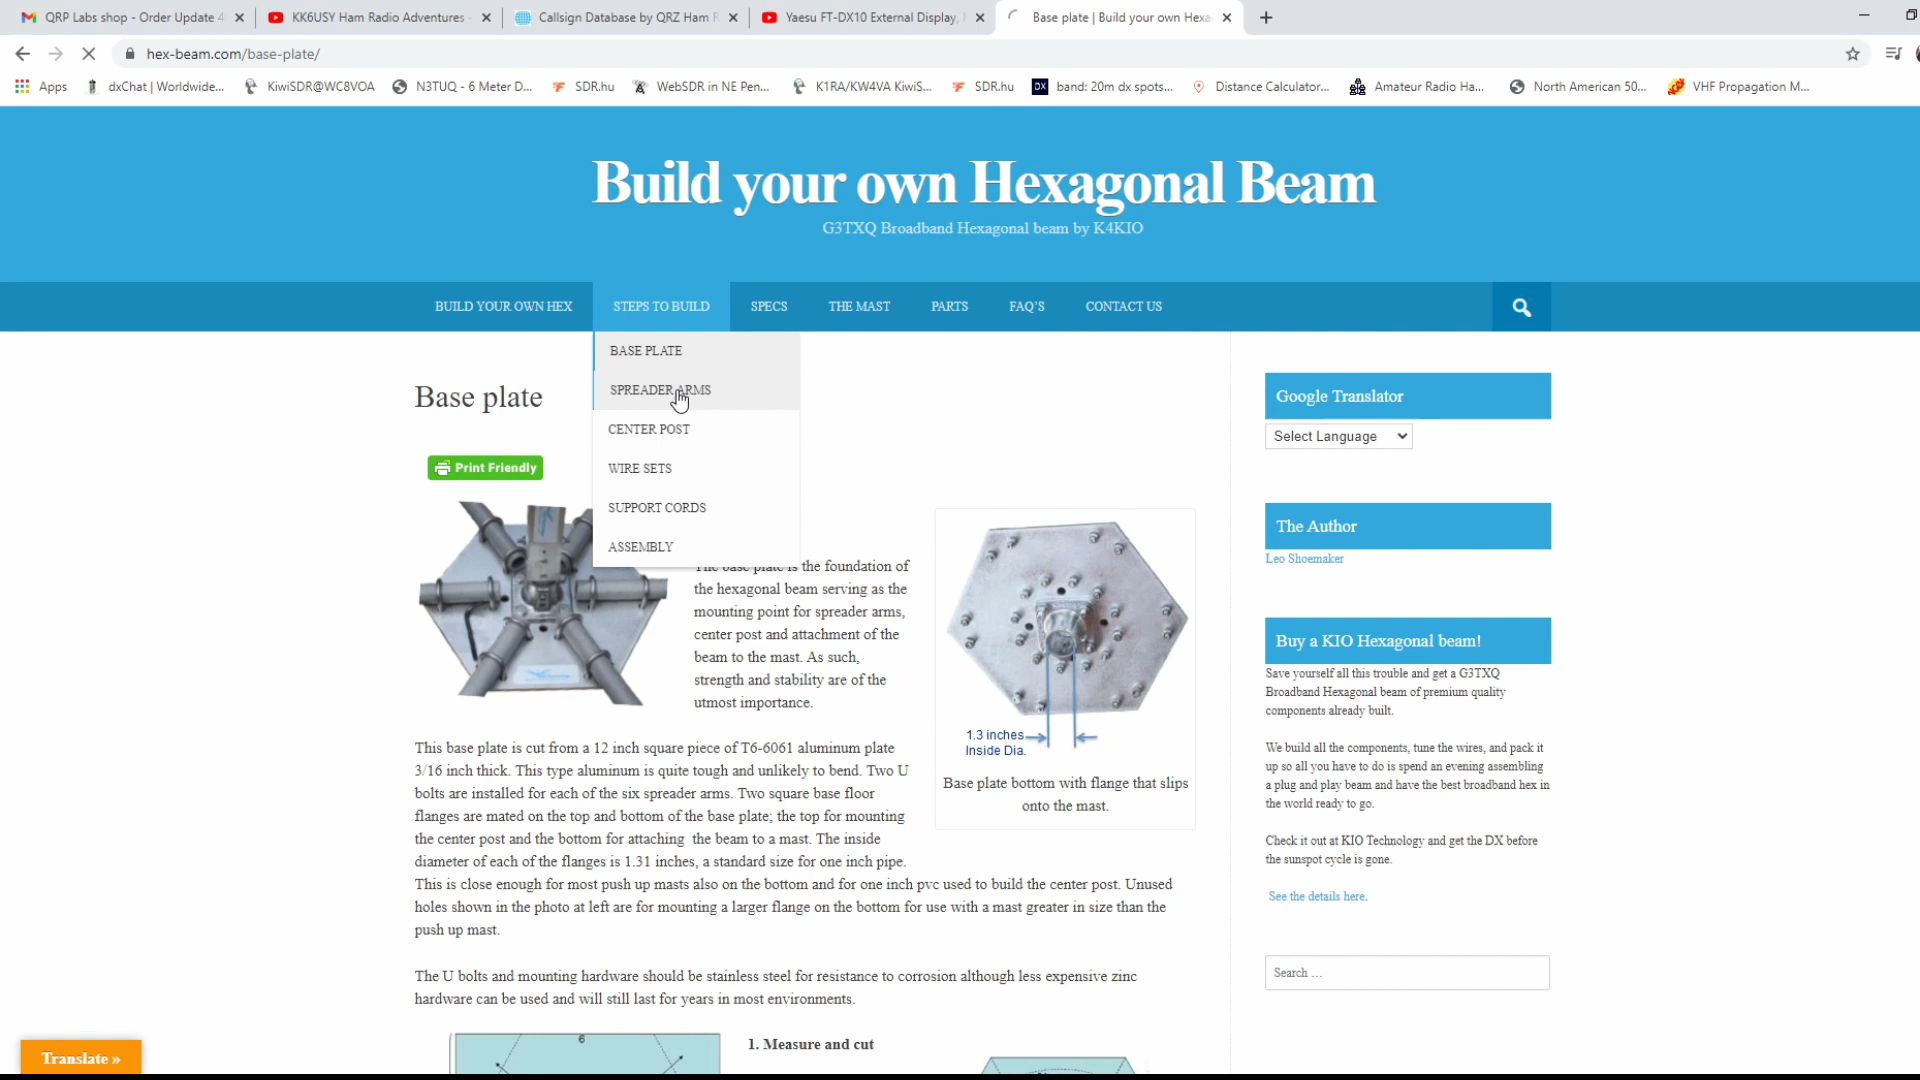 QRP Labs shop - Order Update 4
KK6USY Ham Radio Adventures -
Callsign Database by QRZ Ham R
Yaesu FT-DX10 External Display,
Base plate | Build your own Hexa
hex-beam.com/base-plate/
Apps
dxChat | Worldwide...
KiwiSDR@WC8VOA
N3TUQ - 6 Meter D...
SDR.hu
WebSDR in NE Pen...
K1RA/KW4VA KiwiS...
SDR.hu
DX
band: 20m dx spots...
Distance Calculator...
Amateur Radio Ha...
North American 50...
VHF Propagation M...
Build your own Hexagonal Beam
G3TXQ Broadband Hexagonal beam by K4KIO
BUILD YOUR OWN HEX
STEPS TO BUILD
SPECS
THE MAST
PARTS
FAQ'S
CONTACT US
BASE PLATE
SPREADER ARMS
CENTER POST
WIRE SETS
SUPPORT CORDS
ASSEMBLY
Base plate
Print Friendly
The base plate is the foundation of
the hexagonal beam serving as the
mounting point for spreader arms,
center post and attachment of the
beam to the mast. As such,
strength and stability are of the
utmost importance.
1.3 inches
Inside Dia.
Base plate bottom with flange that slips
onto the mast.
This base plate is cut from a 12 inch square piece of T6-6061 aluminum plate
3/16 inch thick. This type aluminum is quite tough and unlikely to bend. Two U
bolts are installed for each of the six spreader arms. Two square base floor
flanges are mated on the top and bottom of the base plate; the top for mounting
the center post and the bottom for attaching the beam to a mast. The inside
diameter of each of the flanges is 1.31 inches, a standard size for one inch pipe.
This is close enough for most push up masts also on the bottom and for one inch pvc used to build the center post. Unused
holes shown in the photo at left are for mounting a larger flange on the bottom for use with a mast greater in size than the
push up mast.
The U bolts and mounting hardware should be stainless steel for resistance to corrosion although less expensive zinc
hardware can be used and will still last for years in most environments.
6
1. Measure and cut
Google Translator
Select Language
The Author
Leo Shoemaker
Buy a KIO Hexagonal beam!
Save yourself all this trouble and get a G3TXQ
Broadband Hexagonal beam of premium quality
components already built.
We build all the components, tune the wires, and pack it
up so all you have to do is spend an evening assembling
a plug and play beam and have the best broadband hex in
the world ready to go.
Check it out at KIO Technology and get the DX before
the sunspot cycle is gone.
See the details here.
Search ...
Translate »